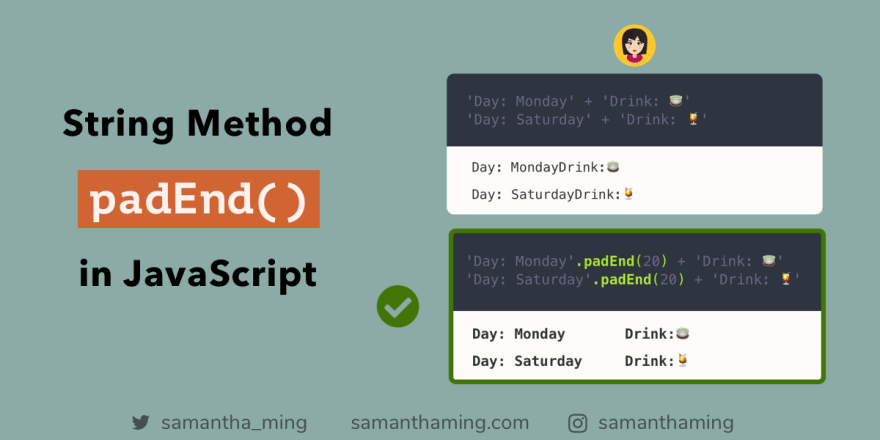 String Method
padEnd()
in JavaScript
'Day: Monday' + 'Drink: 🍵'
'Day: Saturday' + 'Drink: 🍹'
Day: MondayDrink:🍵
Day: SaturdayDrink:🍹
'Day: Monday'.padEnd(20) + 'Drink: 🍵'
'Day: Saturday'.padEnd(20) + 'Drink: 🍹'
Day: Monday       Drink:🍵
Day: Saturday     Drink:🍹
samantha_ming samanthaming.com samanthaming